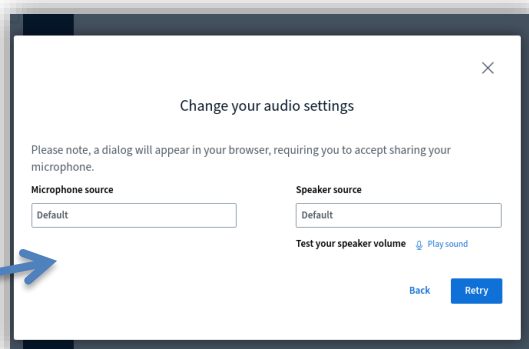 Change your audio settings
Please note, a dialog will appear in your browser, requiring you to accept sharing your
microphone.
Microphone source
Speaker source
Default
Default
Test your speaker volume Play sound
Back Retry